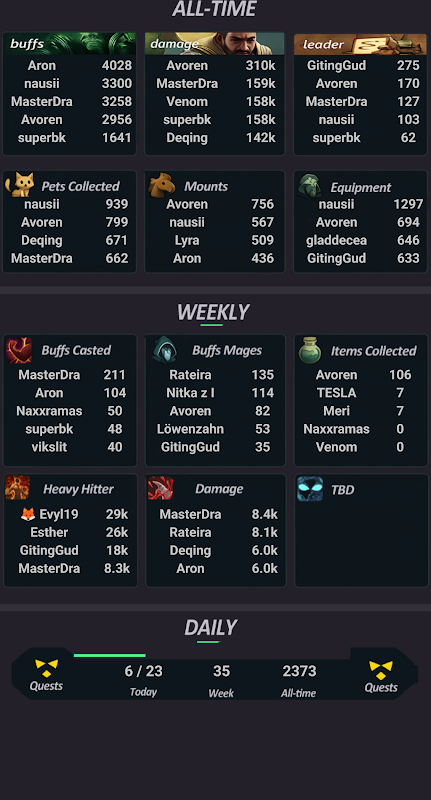 ALL-TIME
buffs
Aron 4028
nausii 3300
MasterDra 3258
Avoren 2956
superbk 1641
damage
Avoren 310k
MasterDra 159k
Venom 158k
superbk 158k
Deqing 142k
leader
GitingGud 275
Avoren 170
MasterDra 127
nausii 103
superbk 62
Pets Collected
nausii 939
Avoren 799
Deqing 671
MasterDra 662
Mounts
Avoren 756
nausii 567
Lyra 509
Aron 436
Equipment
nausii 1297
Avoren 694
gladdecea 646
GitingGud 633
WEEKLY
Buffs Casted
MasterDra 211
Aron 104
Naxxramas 50
superbk 48
vikslit 40
Buffs Mages
Rateira 135
Nitka z I 114
Avoren 82
Löwenzahn 53
GitingGud 35
Items Collected
Avoren 106
TESLA 7
Meri 7
Naxxramas 0
Venom 0
Heavy Hitter
🦊 Evyl19 29k
Esther 26k
GitingGud 18k
MasterDra 8.3k
Damage
MasterDra 8.4k
Rateira 8.1k
Deqing 6.0k
Aron 6.0k
TBD
DAILY
Quests
6 / 23
Today
35
Week
2373
All-time
Quests